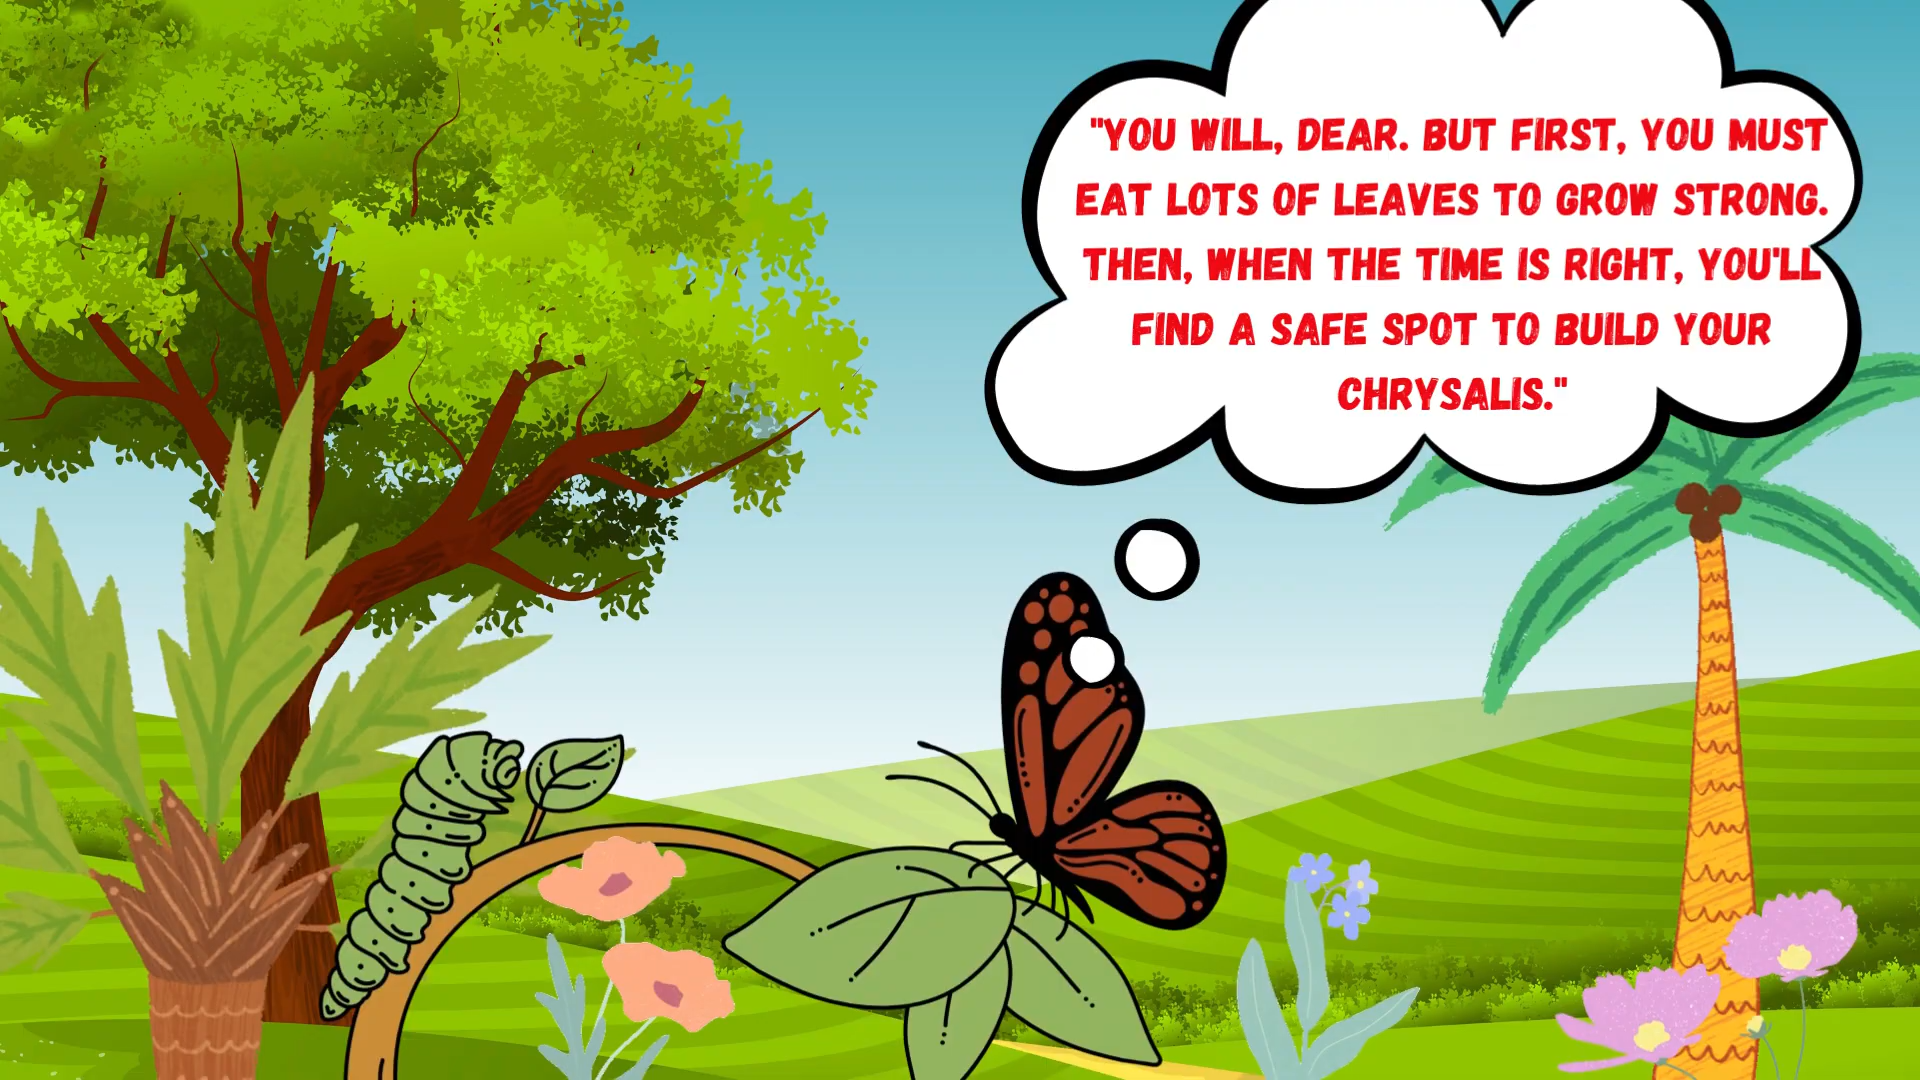 "YOU WILL, DEAR. BUT FIRST, YOU MUST
EAT LOTS OF LEAVES TO GROW STRONG.
THEN, WHEN THE TIME IS RIGHT, YOU'LL
FIND A SAFE SPOT TO BUILD YOUR
CHRYSALIS."